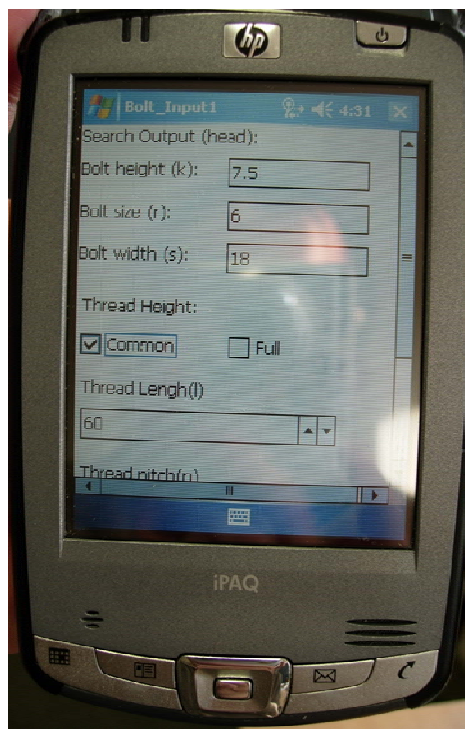 hp
Bolt_Input1 4:31
Search Output (head):
Bolt height (k): 7.5
Bolt size (r): 6
Bolt width (s): 18
Thread Height:
Common Full
Thread Lengh(l)
60
Thread pitch(p)
iPAQ